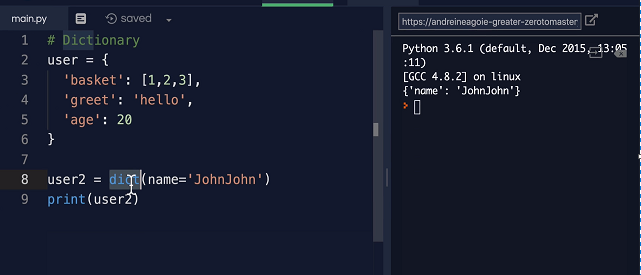 main.py
saved
1 # Dictionary
2 user = {
3 'basket': [1,2,3],
4 'greet': 'hello',
5 'age': 20
6 }
7
8 user2 = dict(name='JohnJohn')
9 print(user2)
https://andreineagoie-greater-zerotomaster
Python 3.6.1 (default, Dec 2015, 13:05
:11)
[GCC 4.8.2] on linux
{'name': 'JohnJohn'}